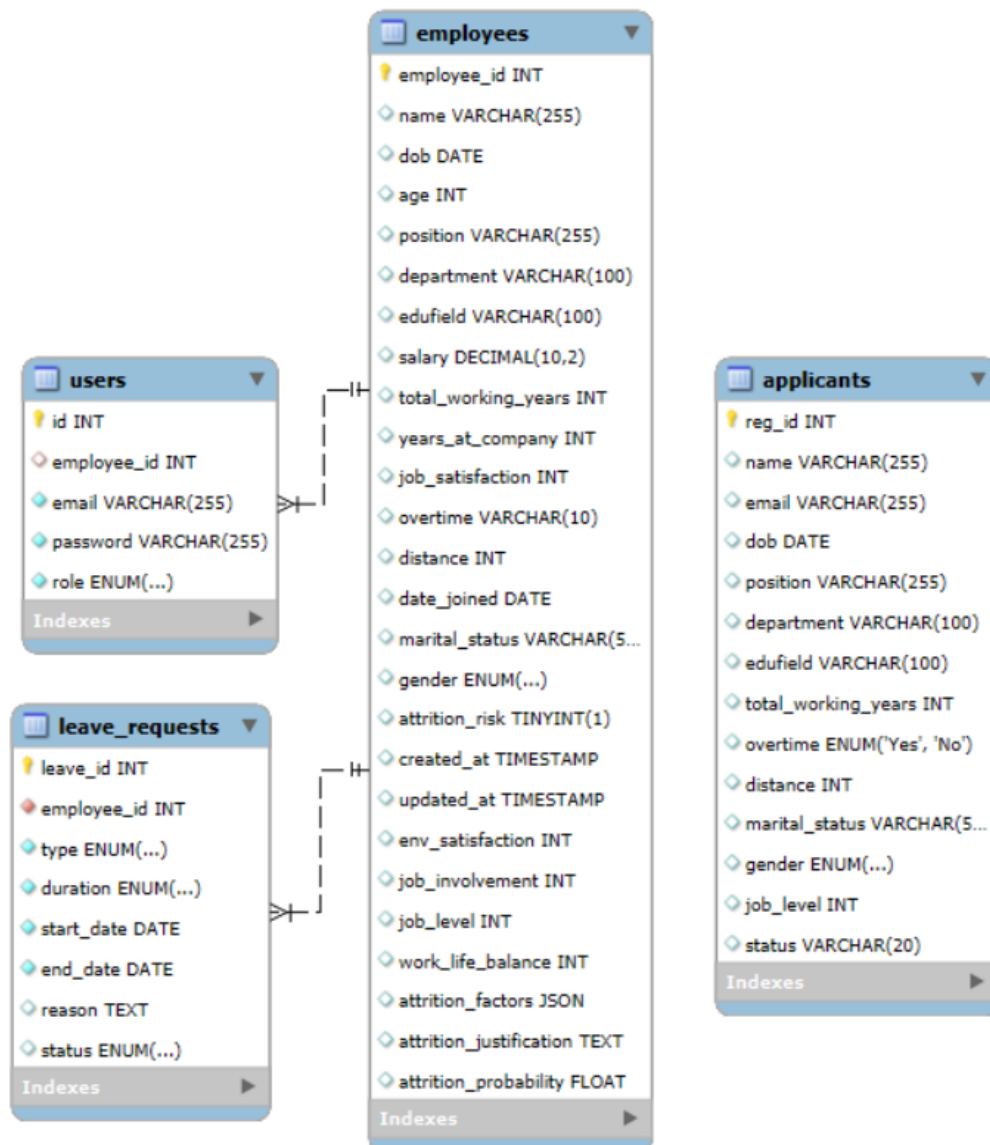 employees
employee_id INT
name VARCHAR(255)
dob DATE
age INT
position VARCHAR(255)
department VARCHAR(100)
edufield VARCHAR(100)
salary DECIMAL(10,2)
total_working_years INT
years_at_company INT
job_satisfaction INT
overtime VARCHAR(10)
distance INT
date_joined DATE
marital_status VARCHAR(5...
gender ENUM(...)
attrition_risk TINYINT(1)
created_at TIMESTAMP
updated_at TIMESTAMP
env_satisfaction INT
job_involvement INT
job_level INT
work_life_balance INT
attrition_factors JSON
attrition_justification TEXT
attrition_probability FLOAT
Indexes
users
id INT
employee_id INT
email VARCHAR(255)
password VARCHAR(255)
role ENUM(...)
Indexes
leave_requests
leave_id INT
employee_id INT
type ENUM(...)
duration ENUM(...)
start_date DATE
end_date DATE
reason TEXT
status ENUM(...)
Indexes
applicants
reg_id INT
name VARCHAR(255)
email VARCHAR(255)
dob DATE
position VARCHAR(255)
department VARCHAR(100)
edufield VARCHAR(100)
total_working_years INT
overtime ENUM('Yes', 'No')
distance INT
marital_status VARCHAR(5...
gender ENUM(...)
job_level INT
status VARCHAR(20)
Indexes